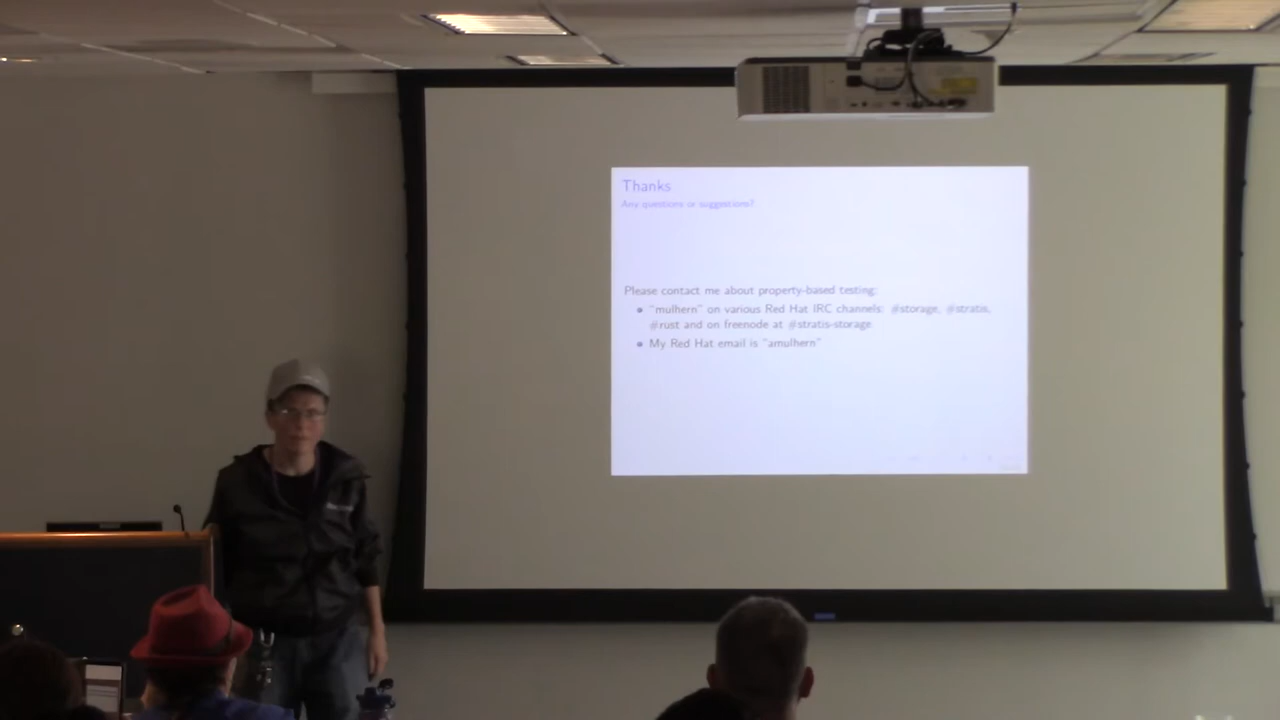 Thanks
Any questions or suggestions?
Please contact me about property-based testing:
"mulhern" on various Red Hat IRC channels: #storage, #stratis,
#rust and on freenode at #stratis-storage.
My Red Hat email is "amulhern"